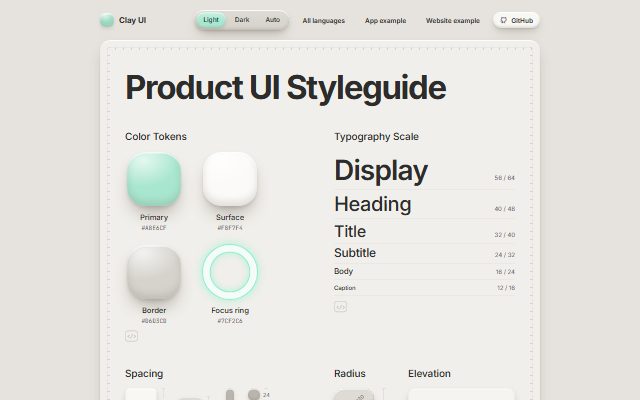 Clay UI
Light Dark Auto
All languages
App example
Website example
GitHub
Product UI Styleguide
Color Tokens
Primary
#A8E6CF
Surface
#F8F7F4
Border
#D6D3CB
Focus ring
#7CF2C6
Typography Scale
Display 56 / 64
Heading 40 / 48
Title 32 / 40
Subtitle 24 / 32
Body 16 / 24
Caption 12 / 16
Spacing
24
Radius
Elevation